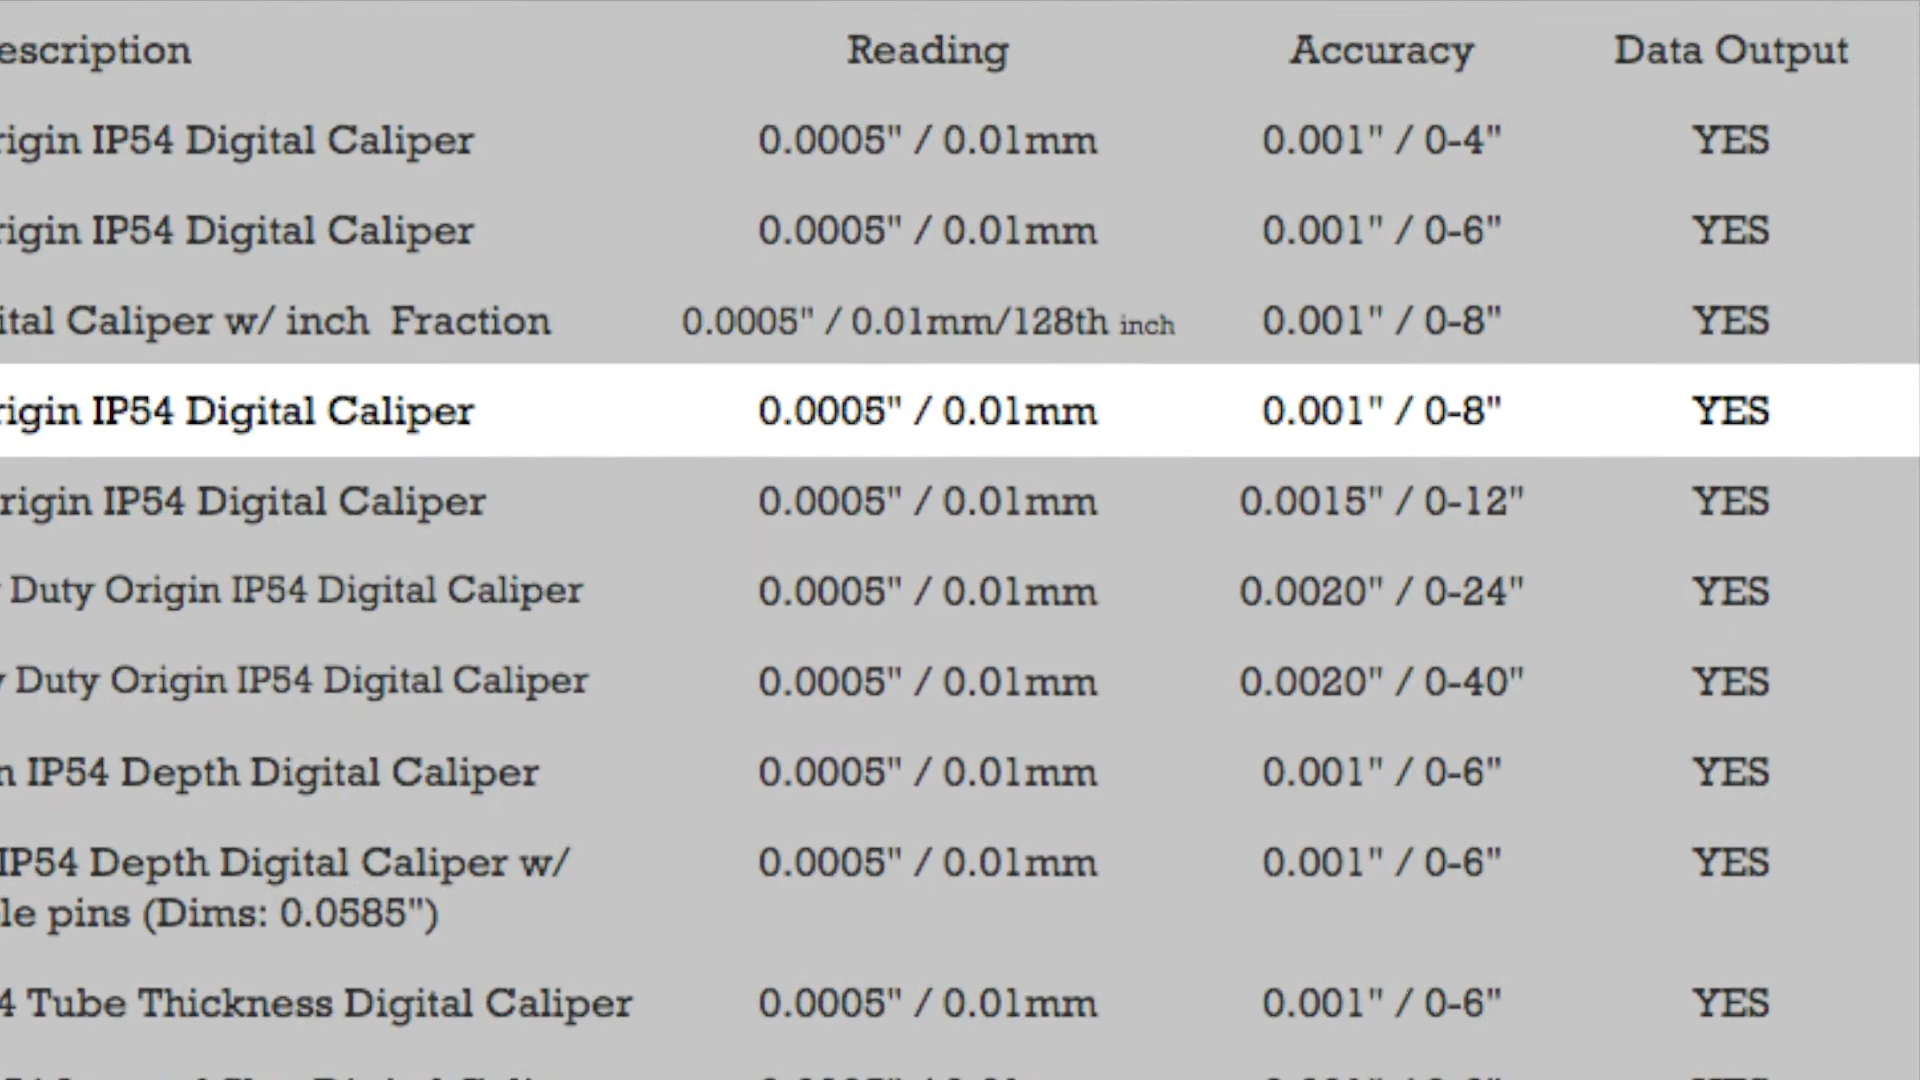 escription Reading Accuracy Data Output
rigin IP54 Digital Caliper 0.0005" / 0.01mm 0.001" / 0-4" YES
rigin IP54 Digital Caliper 0.0005" / 0.01mm 0.001" / 0-6" YES
ital Caliper w/ inch Fraction 0.0005" / 0.01mm/128th inch 0.001" / 0-8" YES
rigin IP54 Digital Caliper 0.0005" / 0.01mm 0.001" / 0-8" YES
rigin IP54 Digital Caliper 0.0005" / 0.01mm 0.0015" / 0-12" YES
Duty Origin IP54 Digital Caliper 0.0005" / 0.01mm 0.0020" / 0-24" YES
y Duty Origin IP54 Digital Caliper 0.0005" / 0.01mm 0.0020" / 0-40" YES
n IP54 Depth Digital Caliper 0.0005" / 0.01mm 0.001" / 0-6" YES
IP54 Depth Digital Caliper w/ 0.0005" / 0.01mm 0.001" / 0-6" YES
le pins (Dims: 0.0585")
4 Tube Thickness Digital Caliper 0.0005" / 0.01mm 0.001" / 0-6" YES